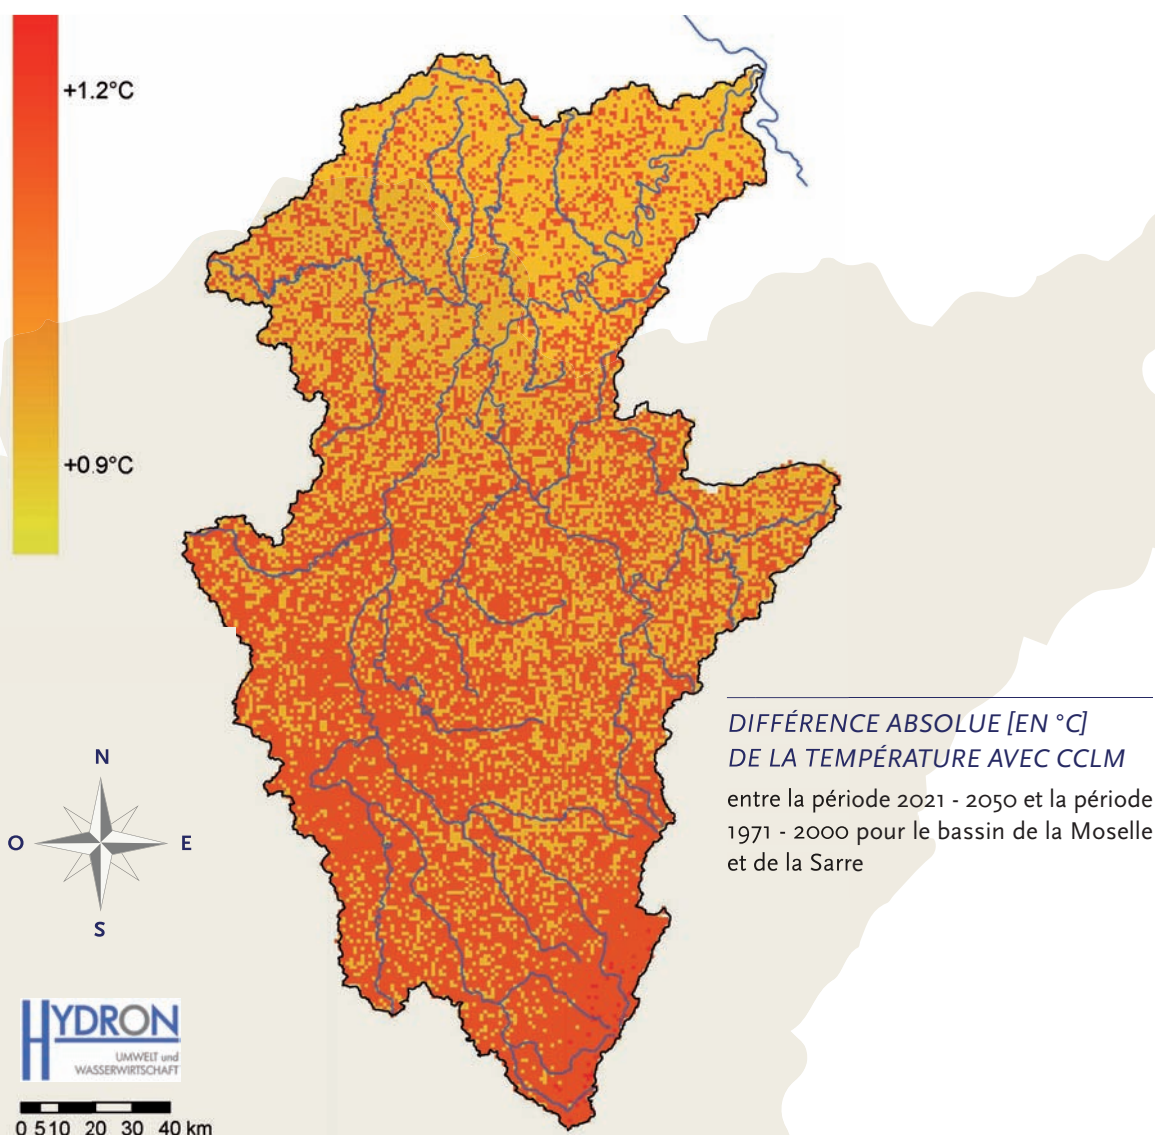 +1.2°C
+0.9°C
N
O
E
S
DIFFÉRENCE ABSOLUE [EN °C]
DE LA TEMPÉRATURE AVEC CCLM
entre la période 2021 - 2050 et la période
1971 - 2000 pour le bassin de la Moselle
et de la Sarre
HYDRON
UMWELT und
WASSERWIRTSCHAFT
0 5 10 20 30 40 km